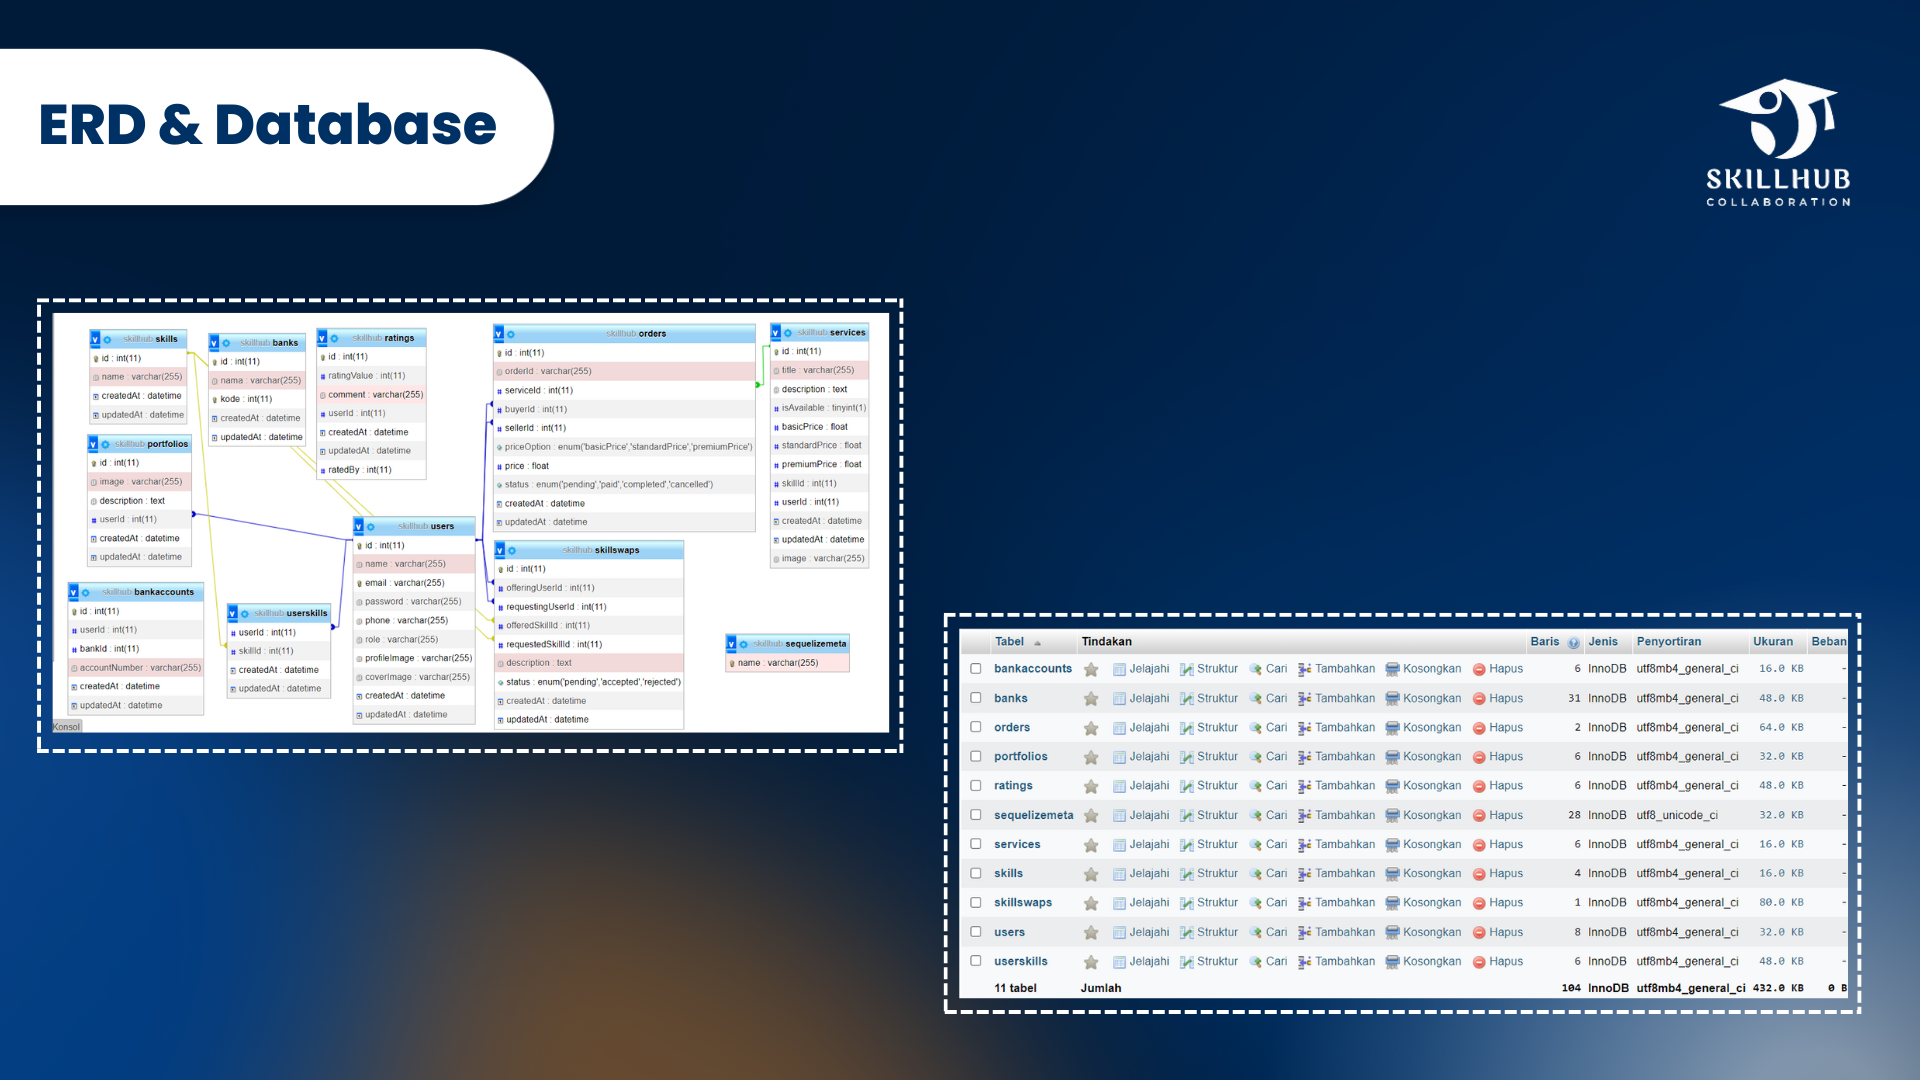 ERD & Database
SKILLHUB
COLLABORATION
skillhub skills
id : int(11)
name : varchar(255)
createdAt : datetime
updatedAt : datetime
skillhub banks
id : int(11)
nama : varchar(255)
kode : int(11)
createdAt : datetime
updatedAt : datetime
skillhub ratings
id : int(11)
ratingValue : int(11)
comment : varchar(255)
userId : int(11)
createdAt : datetime
updatedAt : datetime
ratedBy : int(11)
skillhub orders
id : int(11)
orderId : varchar(255)
serviceId : int(11)
buyerId : int(11)
sellerId : int(11)
priceOption : enum('basicPrice','standardPrice','premiumPrice')
price : float
status : enum('pending','paid','completed','cancelled')
createdAt : datetime
updatedAt : datetime
skillhub services
id : int(11)
title : varchar(255)
description : text
isAvailable : tinyint(1)
basicPrice : float
standardPrice : float
premiumPrice : float
skillId : int(11)
userId : int(11)
createdAt : datetime
updatedAt : datetime
image : varchar(255)
skillhub portfolios
id : int(11)
image : varchar(255)
description : text
userId : int(11)
createdAt : datetime
updatedAt : datetime
skillhub users
id : int(11)
name : varchar(255)
email : varchar(255)
password : varchar(255)
phone : varchar(255)
role : varchar(255)
profileImage : varchar(255)
coverImage : varchar(255)
createdAt : datetime
updatedAt : datetime
skillhub skillswaps
id : int(11)
offeringUserId : int(11)
requestingUserId : int(11)
offeredSkillId : int(11)
requestedSkillId : int(11)
description : text
status : enum('pending','accepted','rejected')
createdAt : datetime
updatedAt : datetime
skillhub bankaccounts
id : int(11)
userId : int(11)
bankId : int(11)
accountNumber : varchar(255)
createdAt : datetime
updatedAt : datetime
skillhub userskills
userId : int(11)
skillId : int(11)
createdAt : datetime
updatedAt : datetime
skillhub sequelizemeta
name : varchar(255)
Konsol
Tabel Tindakan Baris Jenis Penyortiran Ukuran Beban
bankaccounts Jelajahi Struktur Cari Tambahkan Kosongkan Hapus 6 InnoDB utf8mb4_general_ci 16.0 KB -
banks Jelajahi Struktur Cari Tambahkan Kosongkan Hapus 31 InnoDB utf8mb4_general_ci 48.0 KB -
orders Jelajahi Struktur Cari Tambahkan Kosongkan Hapus 2 InnoDB utf8mb4_general_ci 64.0 KB -
portfolios Jelajahi Struktur Cari Tambahkan Kosongkan Hapus 6 InnoDB utf8mb4_general_ci 32.0 KB -
ratings Jelajahi Struktur Cari Tambahkan Kosongkan Hapus 6 InnoDB utf8mb4_general_ci 48.0 KB -
sequelizemeta Jelajahi Struktur Cari Tambahkan Kosongkan Hapus 28 InnoDB utf8_unicode_ci 32.0 KB -
services Jelajahi Struktur Cari Tambahkan Kosongkan Hapus 6 InnoDB utf8mb4_general_ci 16.0 KB -
skills Jelajahi Struktur Cari Tambahkan Kosongkan Hapus 4 InnoDB utf8mb4_general_ci 16.0 KB -
skillswaps Jelajahi Struktur Cari Tambahkan Kosongkan Hapus 1 InnoDB utf8mb4_general_ci 80.0 KB -
users Jelajahi Struktur Cari Tambahkan Kosongkan Hapus 8 InnoDB utf8mb4_general_ci 32.0 KB -
userskills Jelajahi Struktur Cari Tambahkan Kosongkan Hapus 6 InnoDB utf8mb4_general_ci 48.0 KB -
11 tabel Jumlah 104 InnoDB utf8mb4_general_ci 432.0 KB 0 B